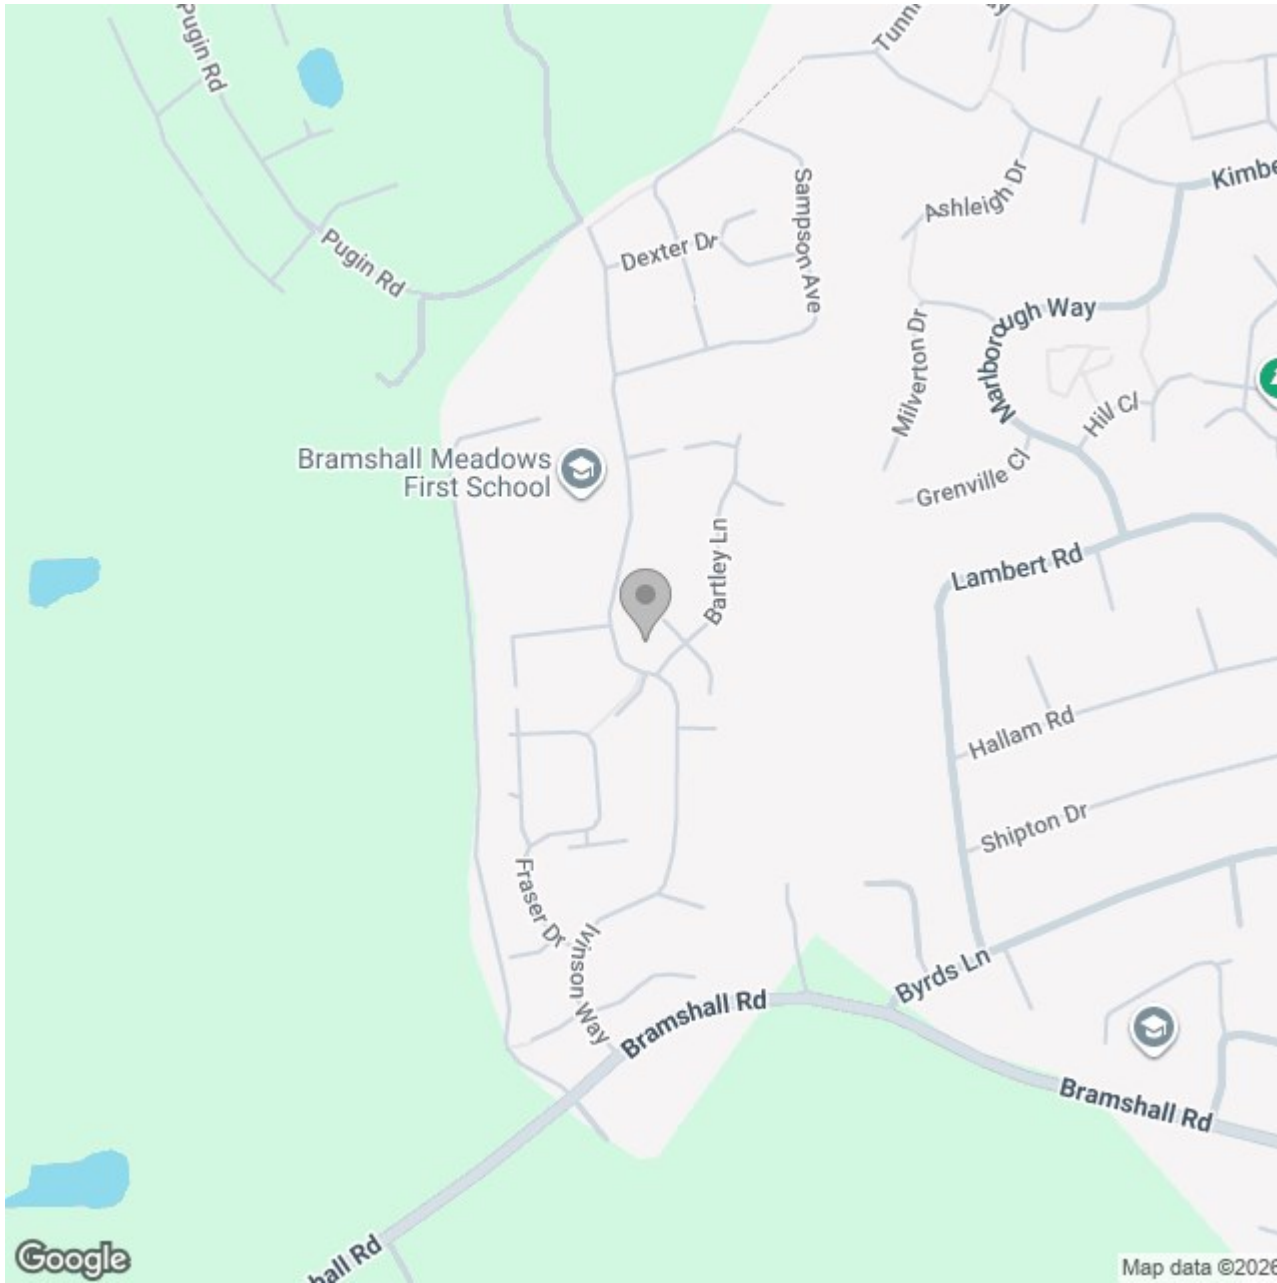 Pugin Rd
Tunni
Kimbe
Ashleigh Dr
Sampson Ave
Dexter Dr
Pugin Rd
Marlborough Way
Milverton Dr
Hill Cl
Bramshall Meadows
First School
Grenville Cl
Bartley Ln
Lambert Rd
Hallam Rd
Shipton Dr
Fraser Dr
Ivinson Way
Byrds Ln
Bramshall Rd
Bramshall Rd
hall Rd
Google
Map data ©2026